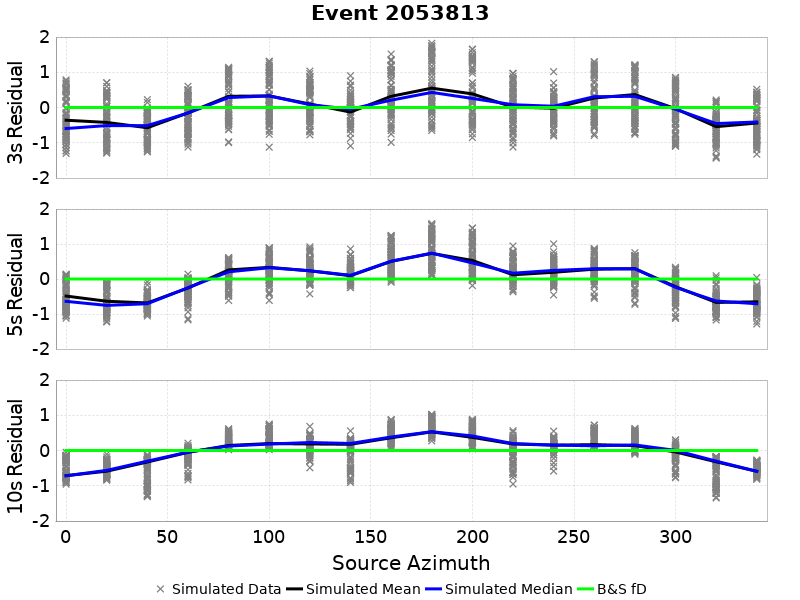 Event 2053813
3s Residual
2
1
0
-1
-2
5s Residual
2
1
0
-1
-2
10s Residual
2
1
0
-1
-2
0 50 100 150 200 250 300
Source Azimuth
Simulated Data Simulated Mean Simulated Median B&S fD